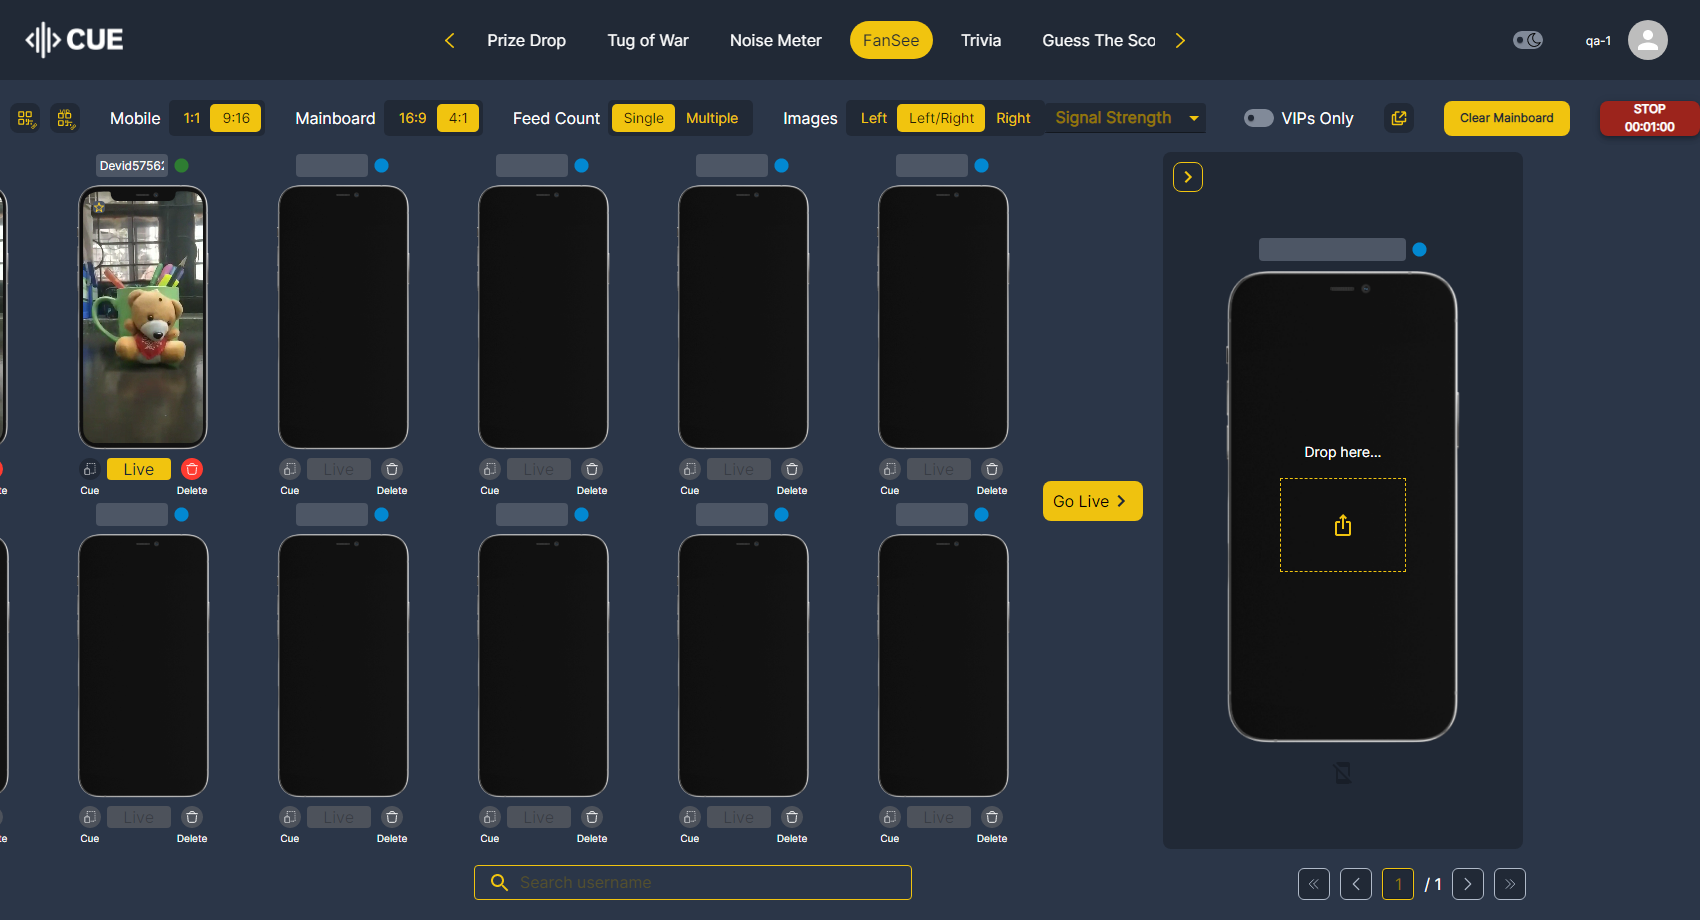 CUE
Prize Drop
Tug of War
Noise Meter
FanSee
Trivia
Guess The Sco
qa-1
Mobile
1:1
9:16
Mainboard
16:9
4:1
Feed Count
Single
Multiple
Images
Left
Left/Right
Right
Signal Strength
VIPs Only
Clear Mainboard
STOP
00:01:00
Devid5756
Live
Live
Live
Live
Live
Cue
Delete
Cue
Delete
Cue
Delete
Cue
Delete
Cue
Delete
Go Live
Drop here...
Live
Live
Live
Live
Live
Cue
Delete
Cue
Delete
Cue
Delete
Cue
Delete
Cue
Delete
Search username
1
/ 1